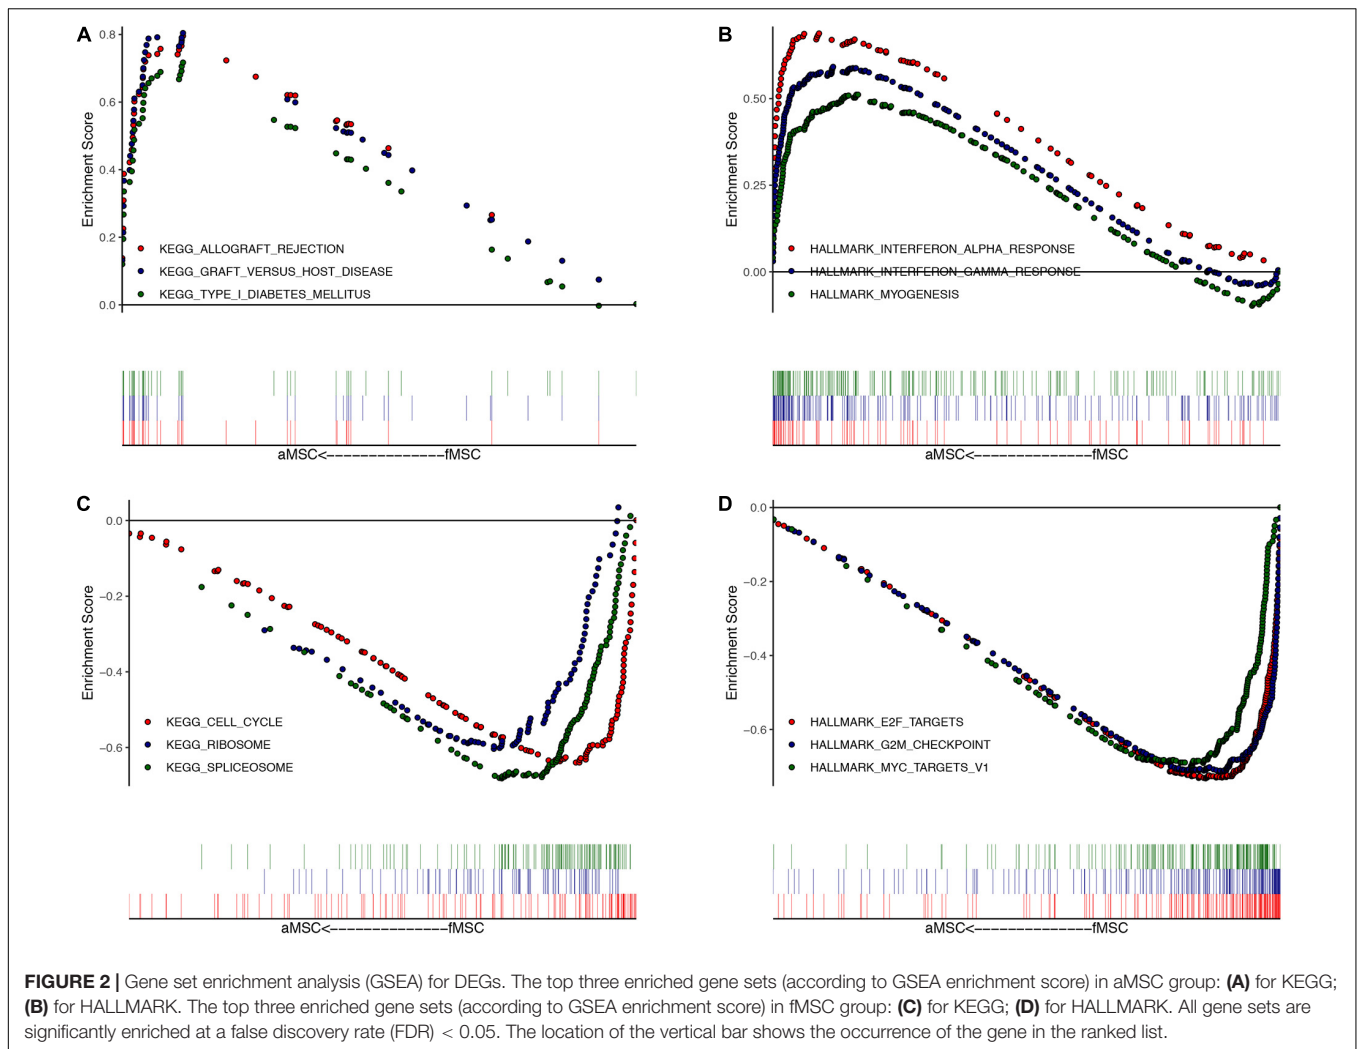 A
Enrichment Score
0.8
0.6
0.4
0.2
0.0
KEGG_ALLOGRAFT_REJECTION
KEGG_GRAFT_VERSUS_HOST_DISEASE
KEGG_TYPE_I_DIABETES_MELLITUS
aMSC<--------------fMSC
B
Enrichment Score
0.50
0.25
0.00
HALLMARK_INTERFERON_ALPHA_RESPONSE
HALLMARK_INTERFERON_GAMMA_RESPONSE
HALLMARK_MYOGENESIS
aMSC<--------------fMSC
C
Enrichment Score
0.0
−0.2
−0.4
−0.6
KEGG_CELL_CYCLE
KEGG_RIBOSOME
KEGG_SPLICEOSOME
aMSC<--------------fMSC
D
Enrichment Score
0.0
−0.2
−0.4
−0.6
HALLMARK_E2F_TARGETS
HALLMARK_G2M_CHECKPOINT
HALLMARK_MYC_TARGETS_V1
aMSC<--------------fMSC
FIGURE 2 | Gene set enrichment analysis (GSEA) for DEGs. The top three enriched gene sets (according to GSEA enrichment score) in aMSC group: (A) for KEGG;
(B) for HALLMARK. The top three enriched gene sets (according to GSEA enrichment score) in fMSC group: (C) for KEGG; (D) for HALLMARK. All gene sets are
significantly enriched at a false discovery rate (FDR) < 0.05. The location of the vertical bar shows the occurrence of the gene in the ranked list.